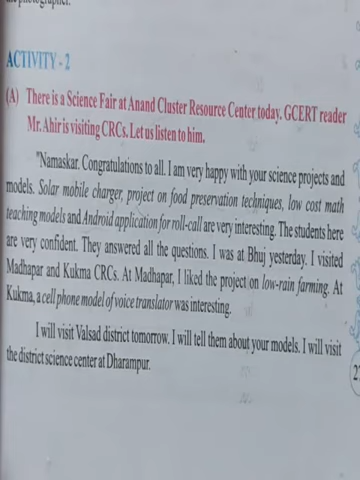 the photographer.
ACTIVITY - 2
(A) There is a Science Fair at Anand Cluster Resource Center today. GCERT reader
Mr. Ahir is visiting CRCs. Let us listen to him.
"Namaskar. Congratulations to all. I am very happy with your science projects and
models. Solar mobile charger, project on food preservation techniques, low cost math
teaching models and Android application for roll-call are very interesting. The students here
are very confident. They answered all the questions. I was at Bhuj yesterday. I visited
Madhapar and Kukma CRCs. At Madhapar, I liked the project on low-rain farming. At
Kukma, a cell phone model of voice translator was interesting.
I will visit Valsad district tomorrow. I will tell them about your models. I will visit
the district science center at Dharampur.